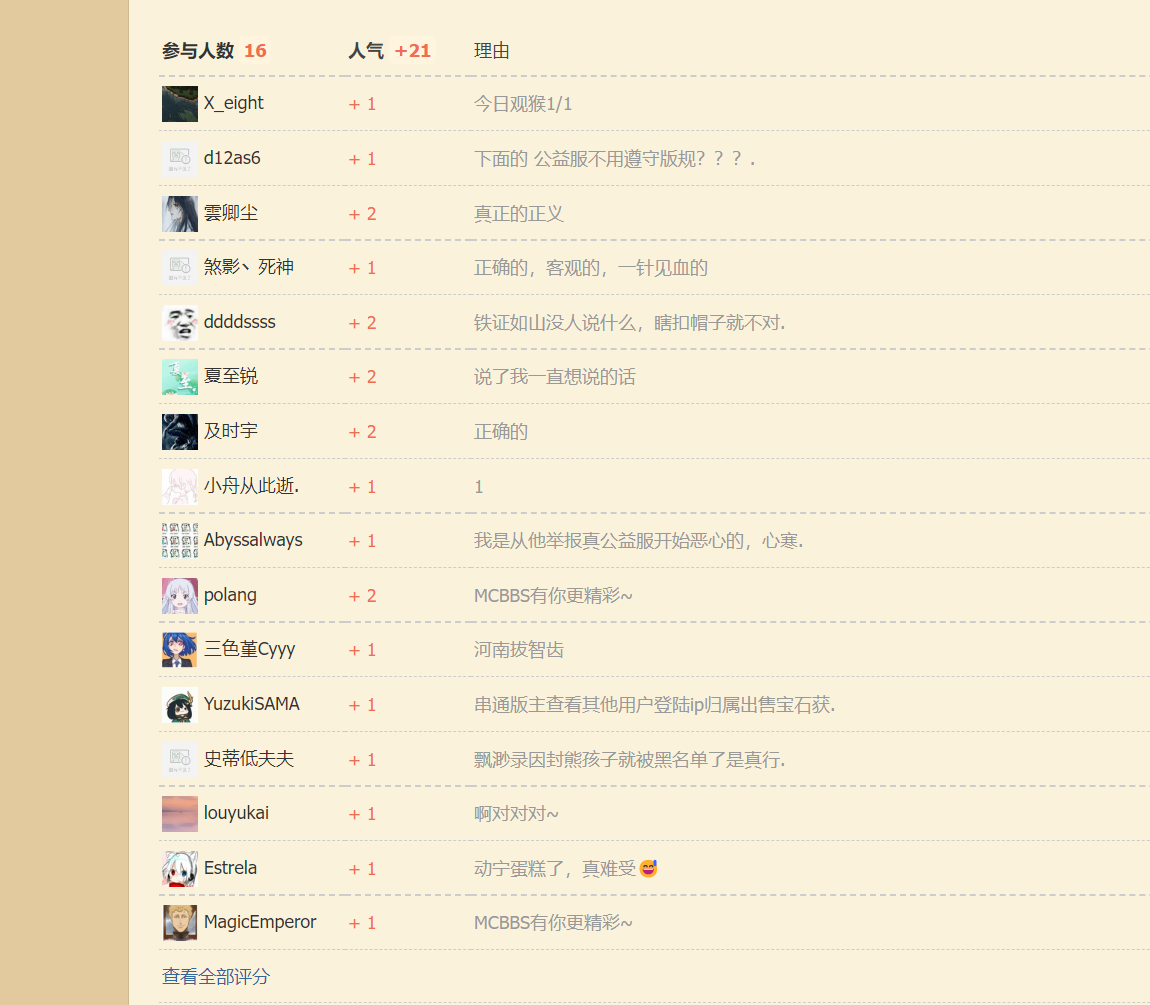 参与人数 16 人气 +21 理由
X_eight + 1 今日观猴1/1
d12as6 + 1 下面的 公益服不用遵守版规？？？.
雲卿尘 + 2 真正的正义
煞影丶死神 + 1 正确的，客观的，一针见血的
ddddssss + 2 铁证如山没人说什么，瞎扣帽子就不对.
夏至锐 + 2 说了我一直想说的话
及时宇 + 2 正确的
小舟从此逝. + 1 1
Abyssalways + 1 我是从他举报真公益服开始恶心的，心寒.
polang + 2 MCBBS有你更精彩~
三色堇Cyyy + 1 河南拔智齿
YuzukiSAMA + 1 串通版主查看其他用户登陆ip归属出售宝石获.
史蒂低夫夫 + 1 飘渺录因封熊孩子就被黑名单了是真行.
louyukai + 1 啊对对对~
Estrela + 1 动宁蛋糕了，真难受😅
MagicEmperor + 1 MCBBS有你更精彩~
查看全部评分